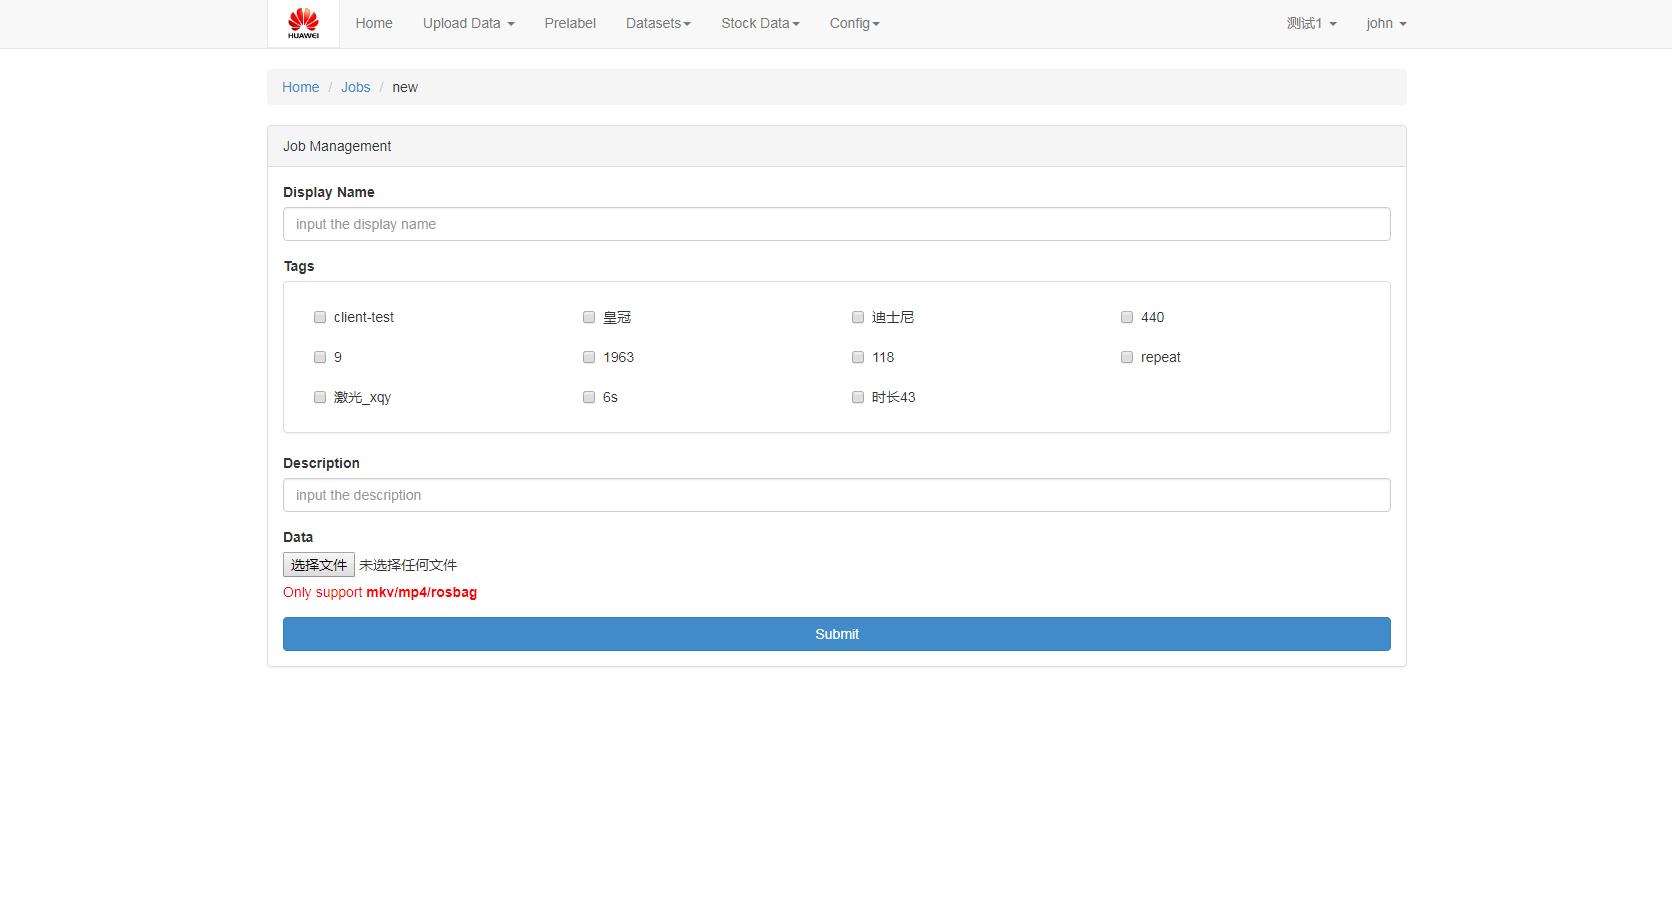 HUAWEI
Home Upload Data Prelabel Datasets Stock Data Config 测试1 john
Home / Jobs / new
Job Management
Display Name
input the display name
Tags
client-test 皇冠 迪士尼 440
9 1963 118 repeat
激光_xqy 6s 时长43
Description
input the description
Data
选择文件 未选择任何文件
Only support mkv/mp4/rosbag
Submit